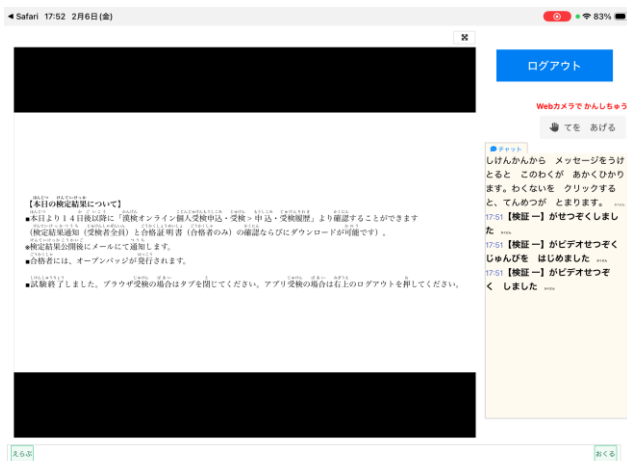 Safari 17:52 2月6日(金)
83%
ログアウト
Webカメラで かんしちゅう
てを あげる
チャット
しけんかんから メッセージをうけ
とると このわくが あかくひかり
ます。わくないを クリックする
と、てんめつが とまります。
17:51【検証 一】がせつぞくしまし
た
17:51【検証 一】がビデオせつぞく
じゅんびを はじめました
17:51【検証 一】がビデオせつぞ
く しました
【本日の検定結果について】
■本日より14日後以降に「漢検オンライン個人受検申込・受検＞申込・受検履歴」より確認することができます
(検定結果通知(受検者全員)と合格証明書(合格者のみ)の確認ならびにダウンロードが可能です)。
※検定結果公開後にメールにて通知します。
■合格者には、オープンバッジが発行されます。
■試験終了しました。ブラウザ受検の場合はタブを閉じてください。アプリ受検の場合は右上のログアウトを押してください。
えらぶ
おくる